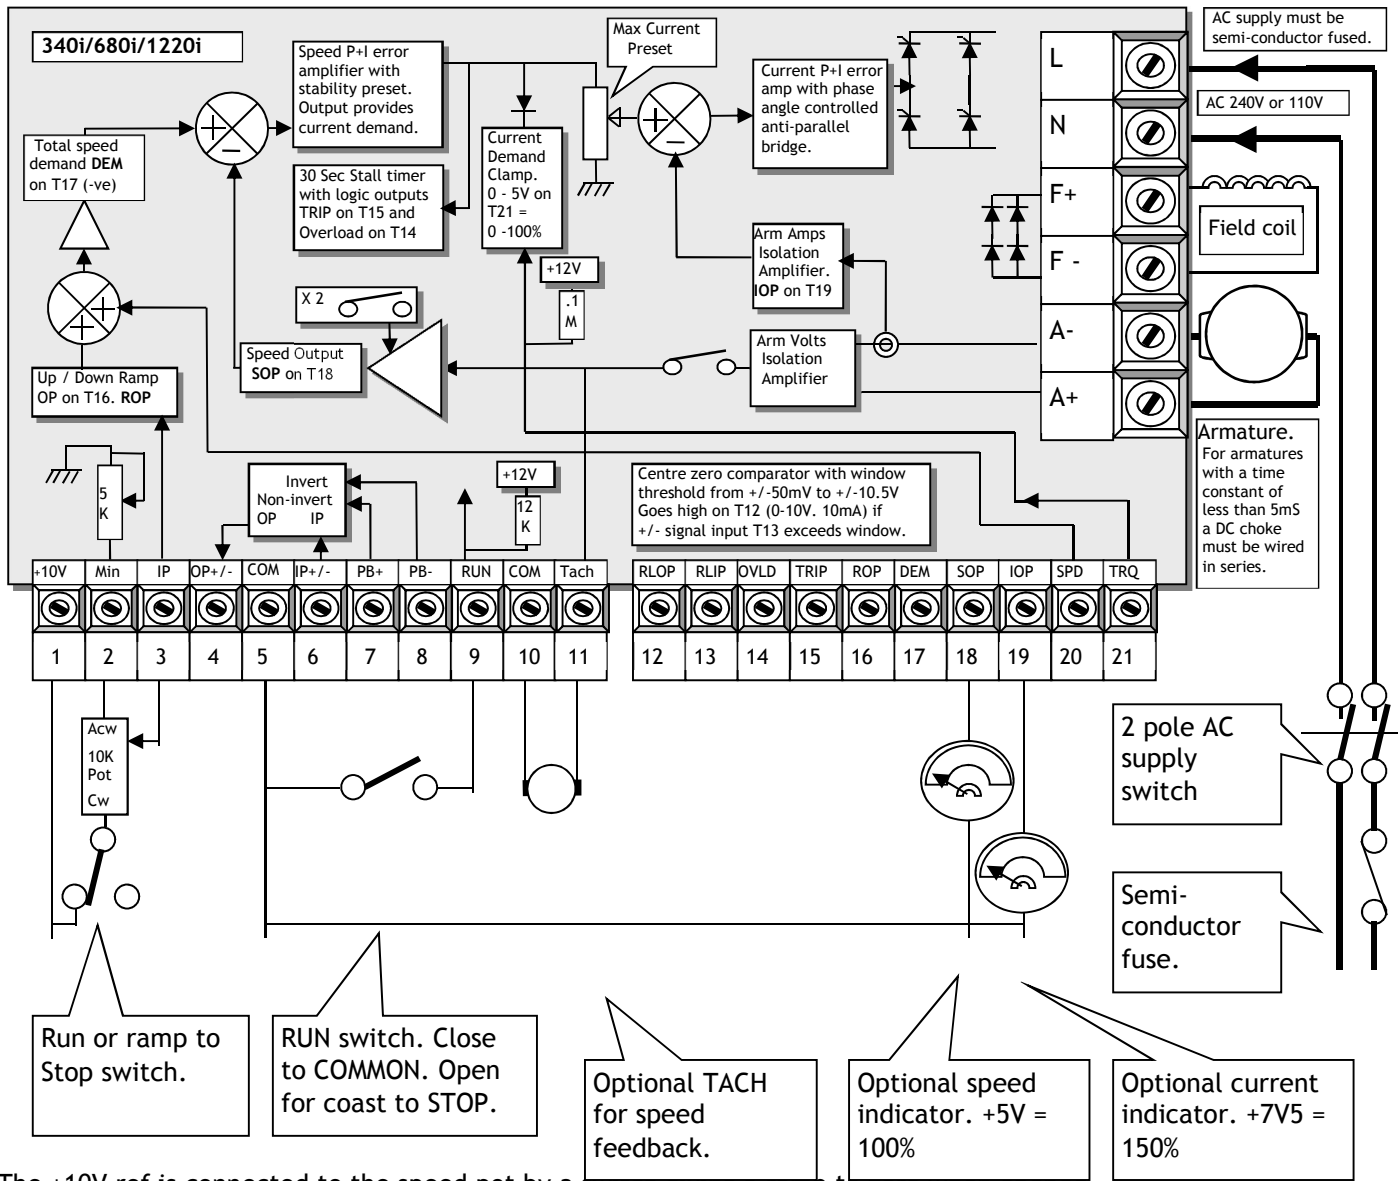 340i/680i/1220i
Speed P+I error
amplifier with
stability preset.
Output provides
current demand.
Max Current
Preset
Current P+I error
amp with phase
angle controlled
anti-parallel
bridge.
AC supply must be
semi-conductor fused.
AC 240V or 110V
L
N
F+
F -
A-
A+
Field coil
Total speed
demand DEM
on T17 (-ve)
30 Sec Stall timer
with logic outputs
TRIP on T15 and
Overload on T14
Current
Demand
Clamp.
0 - 5V on
T21 =
0 -100%
+12V
.1
M
Arm Amps
Isolation
Amplifier.
IOP on T19
X 2
Speed Output
SOP on T18
Arm Volts
Isolation
Amplifier
Up / Down Ramp
OP on T16. ROP
5
K
Invert
Non-invert
OP IP
+12V
12
K
Centre zero comparator with window
threshold from +/-50mV to +/-10.5V
Goes high on T12 (0-10V. 10mA) if
+/- signal input T13 exceeds window.
Armature.
For armatures
with a time
constant of
less than 5mS
a DC choke
must be wired
in series.
+10V Min IP OP+/- COM IP+/- PB+ PB- RUN COM Tach
RLOP RLIP OVLD TRIP ROP DEM SOP IOP SPD TRQ
1 2 3 4 5 6 7 8 9 10 11
12 13 14 15 16 17 18 19 20 21
Acw
10K
Pot
Cw
2 pole AC
supply
switch
Semi-
conductor
fuse.
Run or ramp to
Stop switch.
RUN switch. Close
to COMMON. Open
for coast to STOP.
Optional TACH
for speed
feedback.
Optional speed
indicator. +5V =
100%
Optional current
indicator. +7V5 =
150%
The +10V ref is connected to the speed pot by a